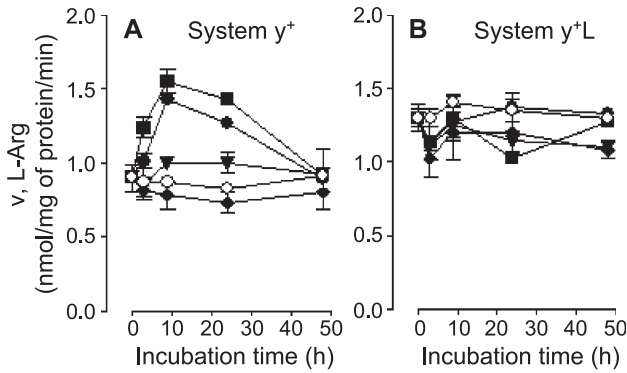 A System y⁺
B System y⁺L
v, L-Arg
(nmol/mg of protein/min)
2.0
1.5
1.0
0.5
0.0
0 10 20 30 40 50
Incubation time (h)
2.0
1.5
1.0
0.5
0.0
0 10 20 30 40 50
Incubation time (h)